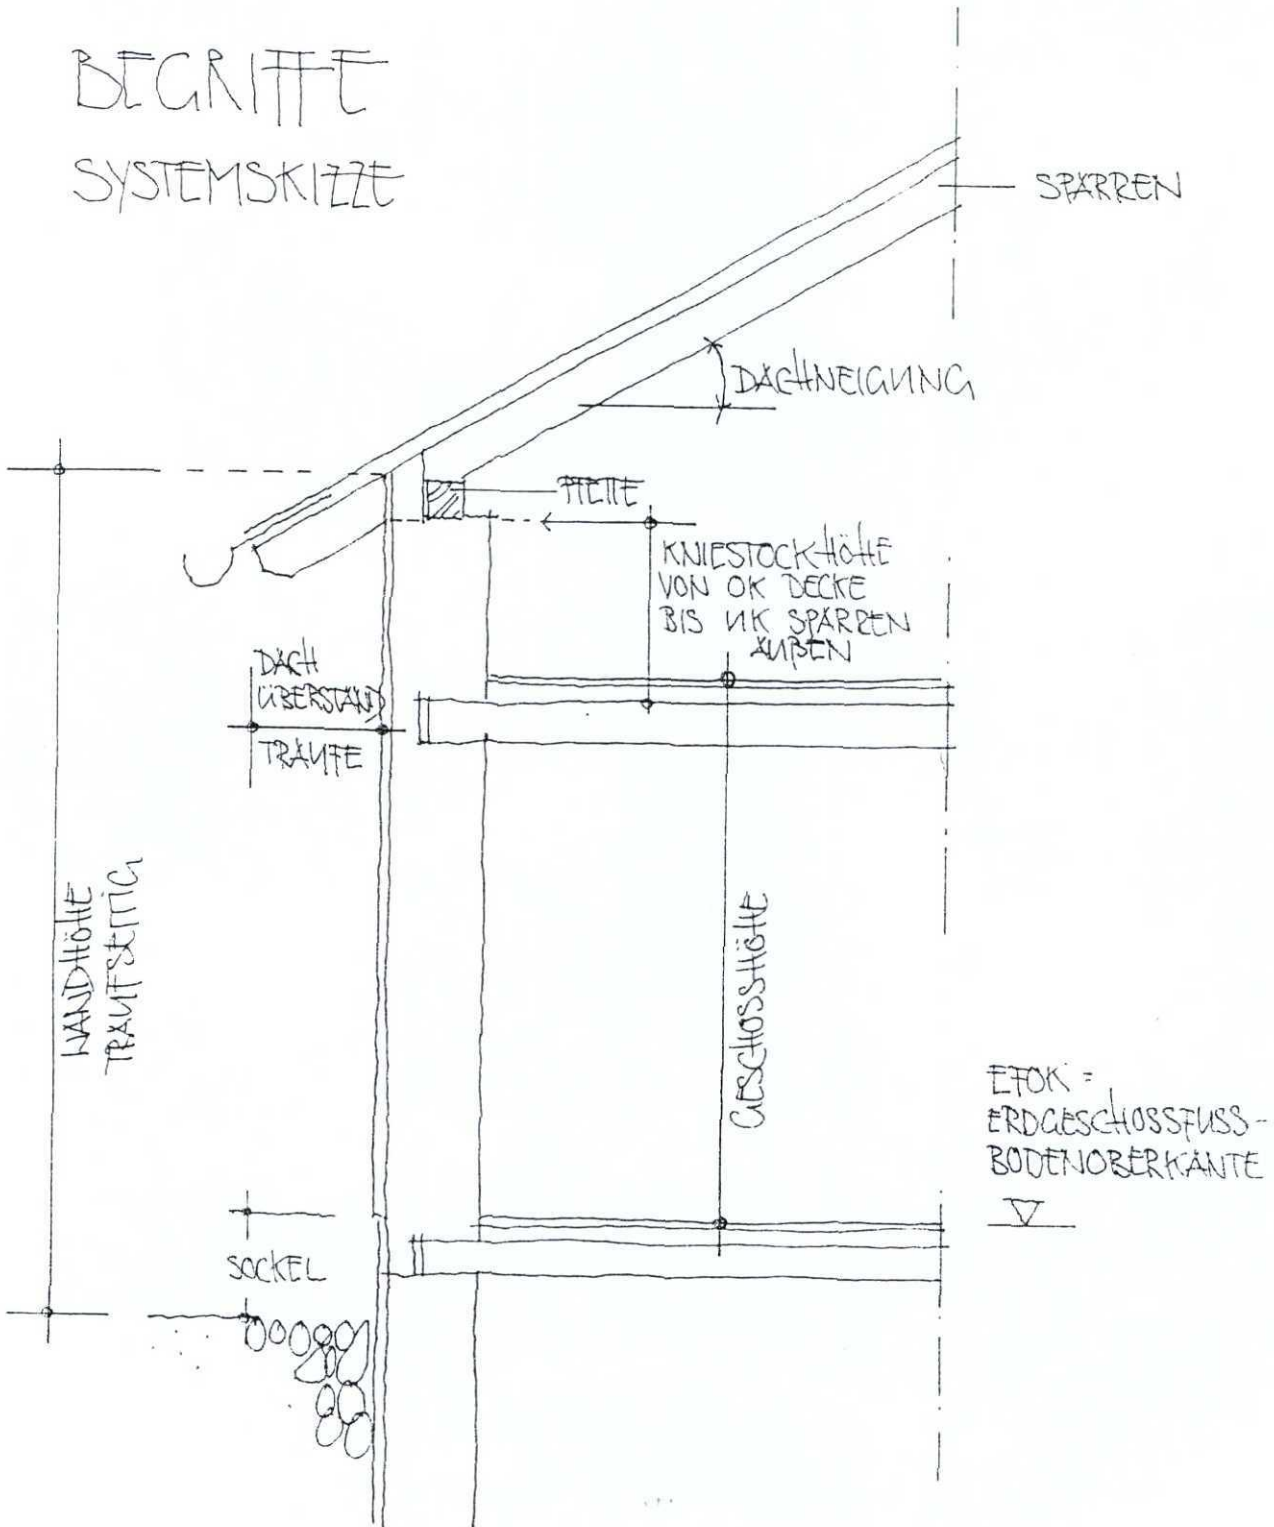 BEGRIFFE
SYSTEMSKIZZE
SPARREN
DACHNEIGUNG
PFETTE
KNIESTOCKHÖHE
VON OK DECKE
BIS UK SPARREN
AUßEN
DACH
ÜBERSTAND
TRAUFE
WANDHÖHE
TRAUFSEITIG
GESCHOSSHÖHE
EFOK =
ERDGESCHOSSFUSS-
BODENOBERKANTE
SOCKEL